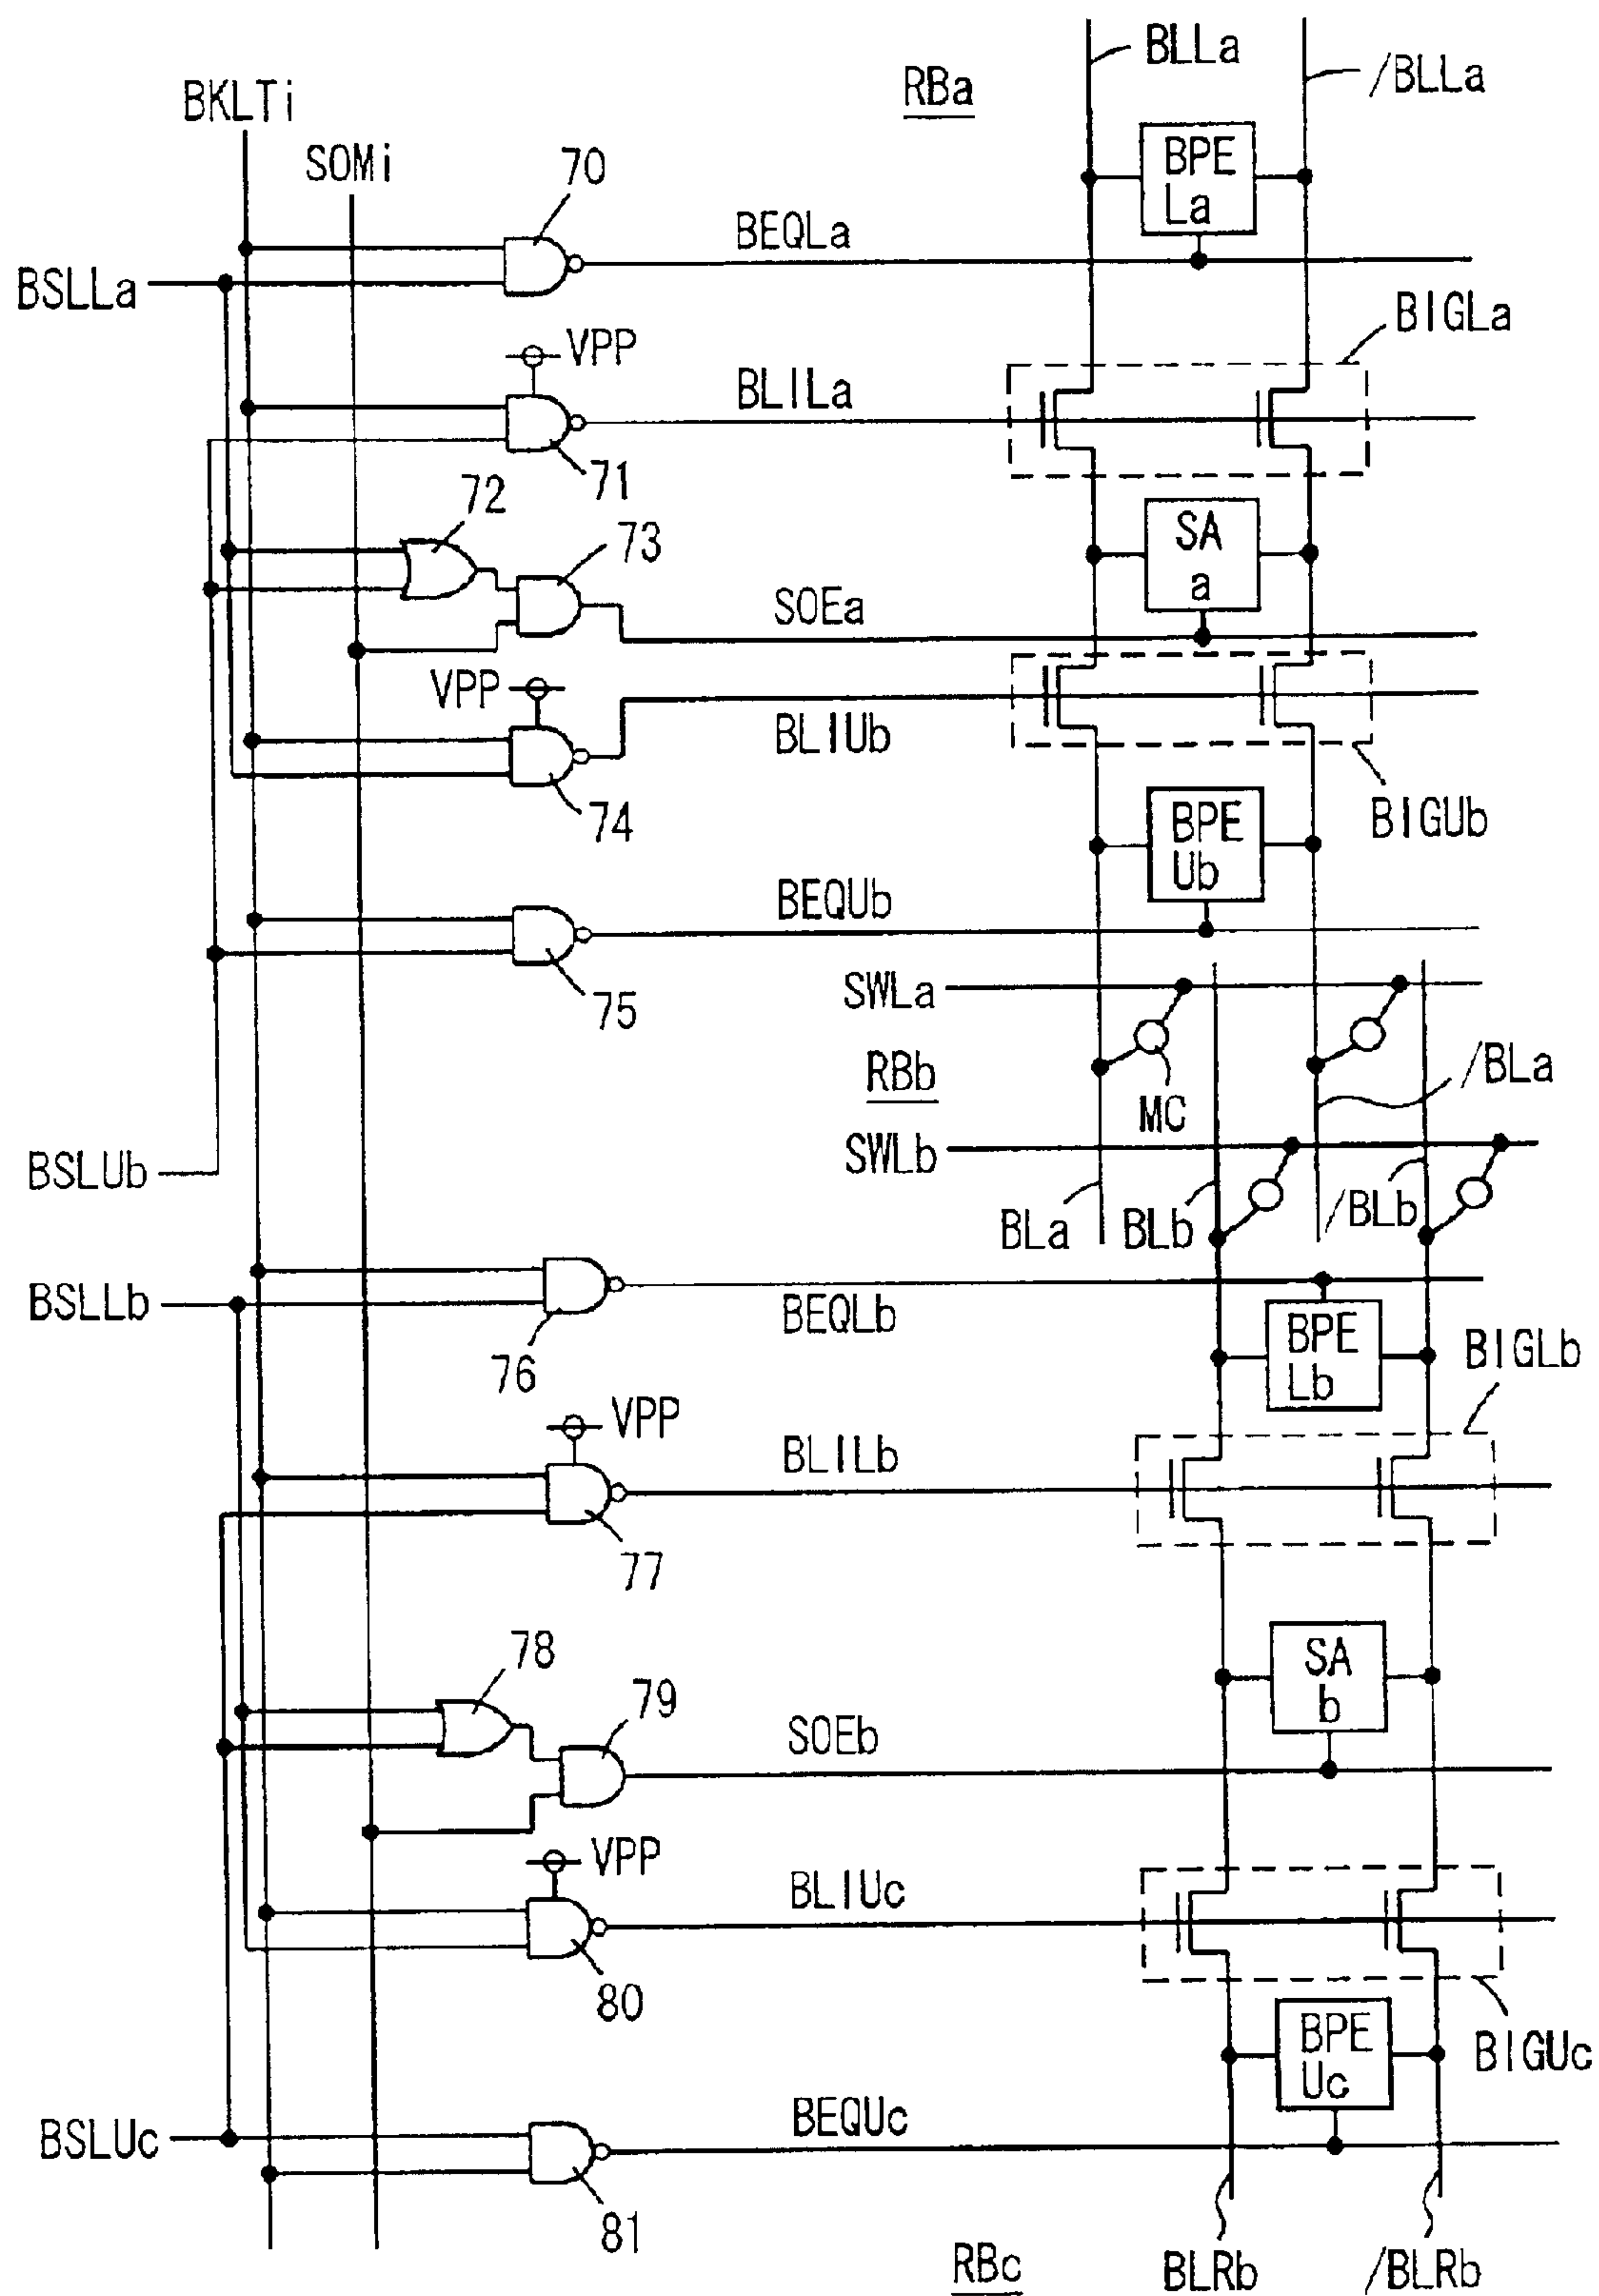 BLLa
/BLLa
RBa
BKLTi
SOMi
70
BPE
La
BEQLa
BSLLa
BIGLa
VPP
BLILa
71
72
73
SA
a
SOEa
VPP
BLIUb
74
BIGUb
BPE
Ub
BEQUb
75
SWLa
/BLa
RBb
MC
SWLb
BSLUb
BLa
BLb
/BLb
BSLLb
BEQLb
76
BPE
Lb
BIGLb
VPP
BLILb
77
78
79
SA
b
SOEb
VPP
BLIUc
80
BIGUc
BPE
Uc
BEQUc
BSLUc
81
RBc
BLRb
/BLRb